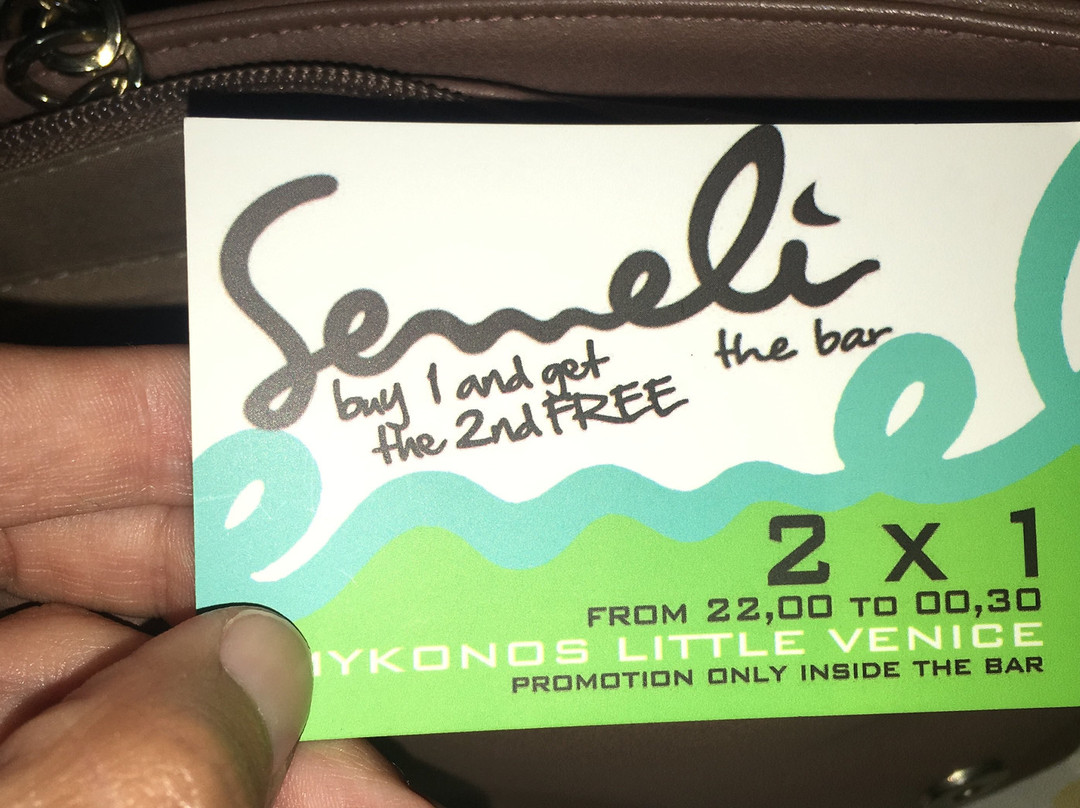 Semeli
the bar
buy 1 and get
the 2nd FREE
2 x 1
FROM 22,00 TO 00,30
MYKONOS LITTLE VENICE
PROMOTION ONLY INSIDE THE BAR